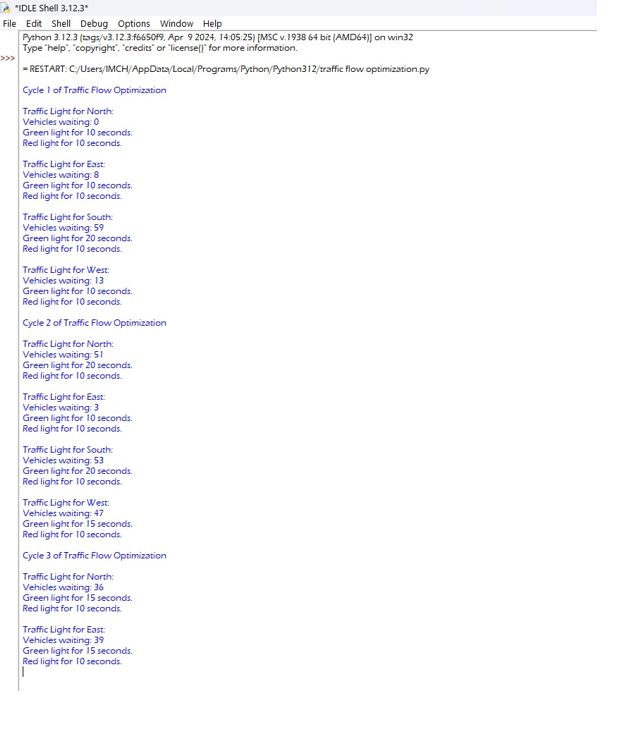 *IDLE Shell 3.12.3*
File Edit Shell Debug Options Window Help
Python 3.12.3 (tags/v3.12.3:f6650f9, Apr 9 2024, 14:05:25) [MSC v.1938 64 bit (AMD64)] on win32
Type "help", "copyright", "credits" or "license()" for more information.
>>>
= RESTART: C:/Users/IMCH/AppData/Local/Programs/Python/Python312/traffic flow optimization.py
Cycle 1 of Traffic Flow Optimization
Traffic Light for North:
Vehicles waiting: 0
Green light for 10 seconds.
Red light for 10 seconds.
Traffic Light for East:
Vehicles waiting: 8
Green light for 10 seconds.
Red light for 10 seconds.
Traffic Light for South:
Vehicles waiting: 59
Green light for 20 seconds.
Red light for 10 seconds.
Traffic Light for West:
Vehicles waiting: 13
Green light for 10 seconds.
Red light for 10 seconds.
Cycle 2 of Traffic Flow Optimization
Traffic Light for North:
Vehicles waiting: 51
Green light for 20 seconds.
Red light for 10 seconds.
Traffic Light for East:
Vehicles waiting: 3
Green light for 10 seconds.
Red light for 10 seconds.
Traffic Light for South:
Vehicles waiting: 53
Green light for 20 seconds.
Red light for 10 seconds.
Traffic Light for West:
Vehicles waiting: 47
Green light for 15 seconds.
Red light for 10 seconds.
Cycle 3 of Traffic Flow Optimization
Traffic Light for North:
Vehicles waiting: 36
Green light for 15 seconds.
Red light for 10 seconds.
Traffic Light for East:
Vehicles waiting: 39
Green light for 15 seconds.
Red light for 10 seconds.